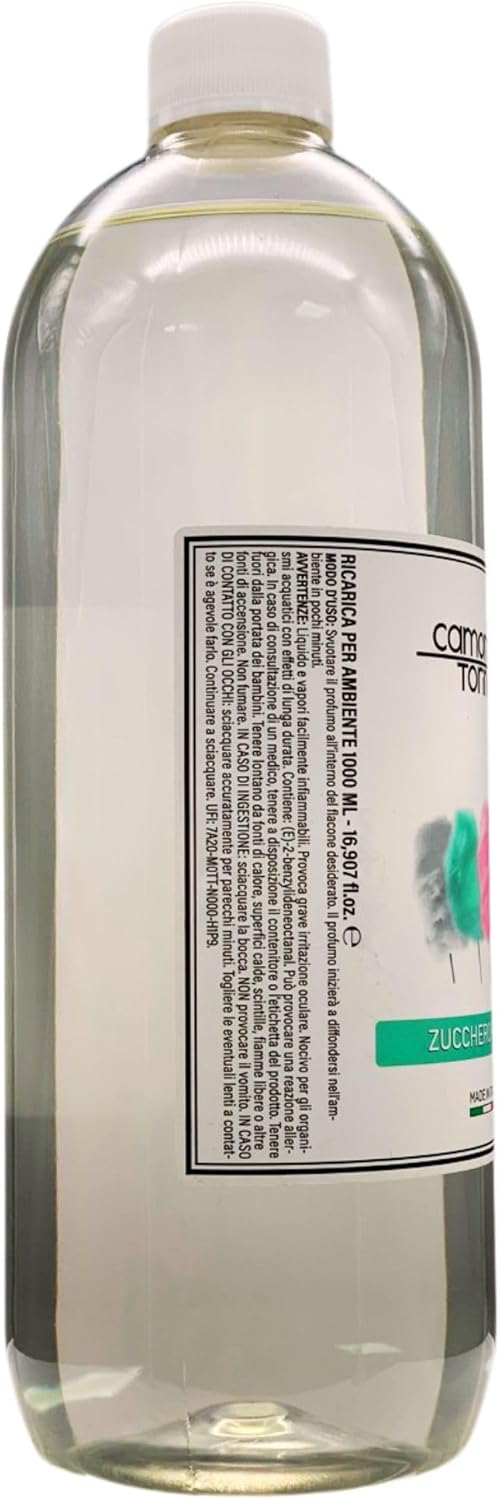 RICARICA PER AMBIENTE 1000 ML - 16,907 fl.oz. ℮
MODO D'USO: Svuotare il profumo all'interno del flacone desiderato. Il profumo inizierà a diffondersi nell'am-
biente in pochi minuti.
AVVERTENZE: Liquido e vapori facilmente infiammabili. Provoca grave irritazione oculare. Nocivo per gli organi-
smi acquatici con effetti di lunga durata. Contiene: (E)-2-benzylideneoctanal. Può provocare una reazione aller-
gica. In caso di consultazione di un medico, tenere a disposizione il contenitore o l'etichetta del prodotto. Tenere
fuori dalla portata dei bambini. Tenere lontano da fonti di calore, superfici calde, scintille, fiamme libere o altre
fonti di accensione. Non fumare. IN CASO DI INGESTIONE: sciacquare la bocca. NON provocare il vomito. IN CASO
DI CONTATTO CON GLI OCCHI: sciacquare accuratamente per parecchi minuti. Togliere le eventuali lenti a contat-
to se è agevole farlo. Continuare a sciacquare. UFI: 7A20-M0TT-N000-HIP9.
ZUCCHERO
MADE IN